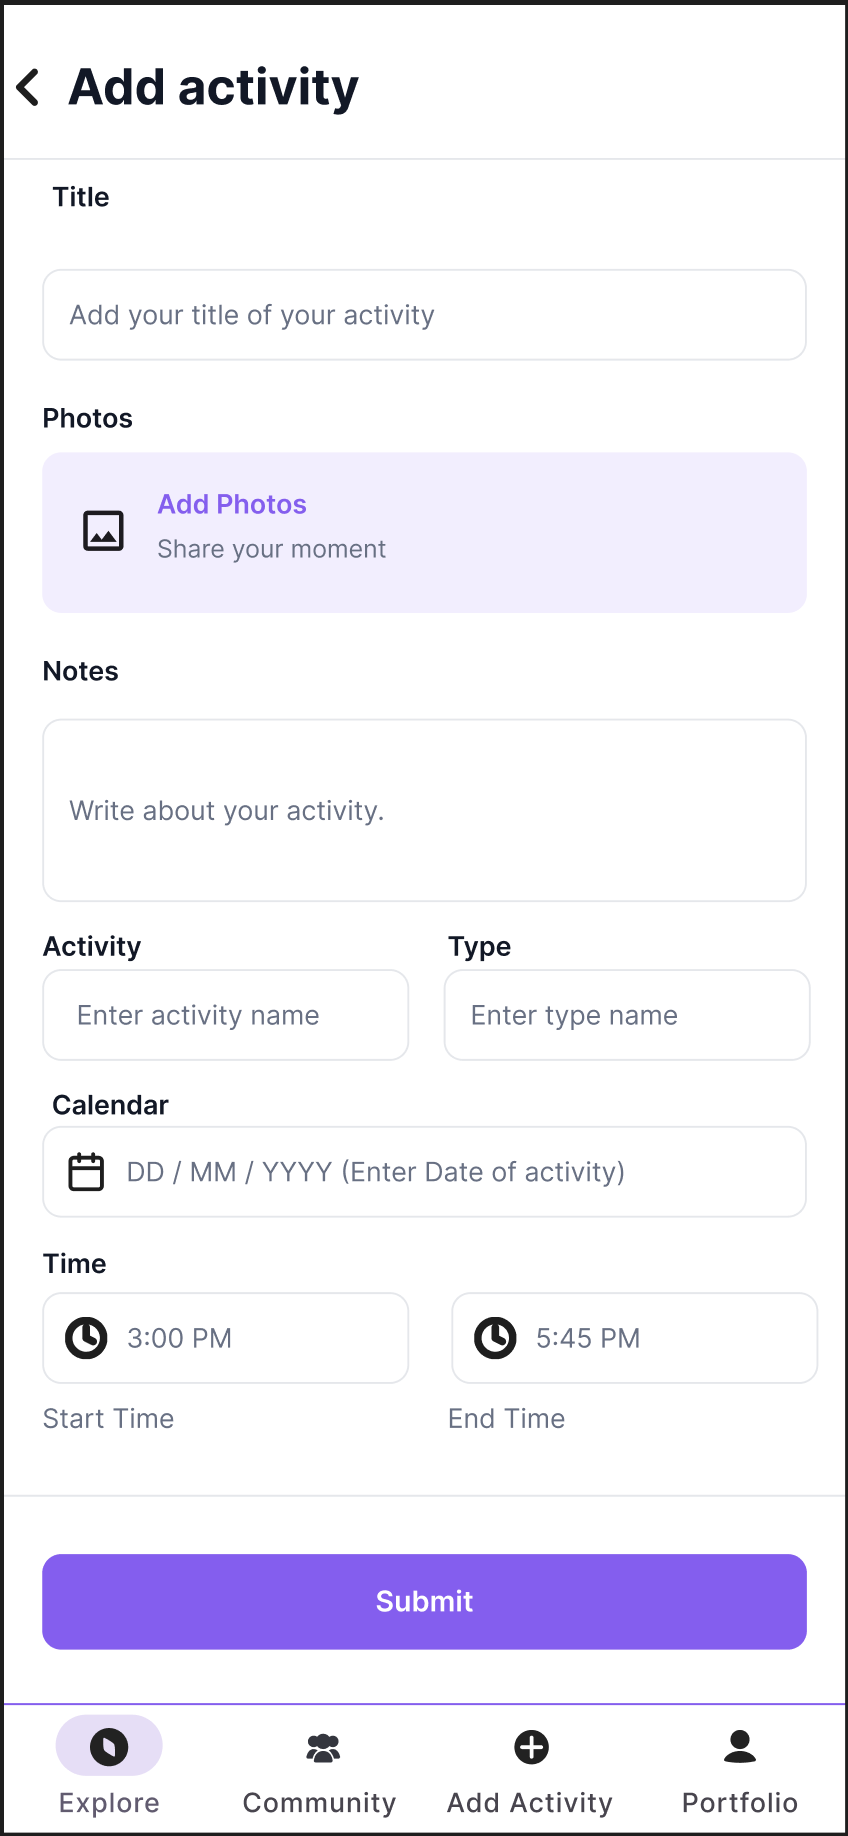 Add activity
Title
Add your title of your activity
Photos
Add Photos
Share your moment
Notes
Write about your activity.
Activity
Type
Enter activity name
Enter type name
Calendar
DD / MM / YYYY (Enter Date of activity)
Time
3:00 PM
5:45 PM
Start Time
End Time
Submit
Explore
Community
Add Activity
Portfolio